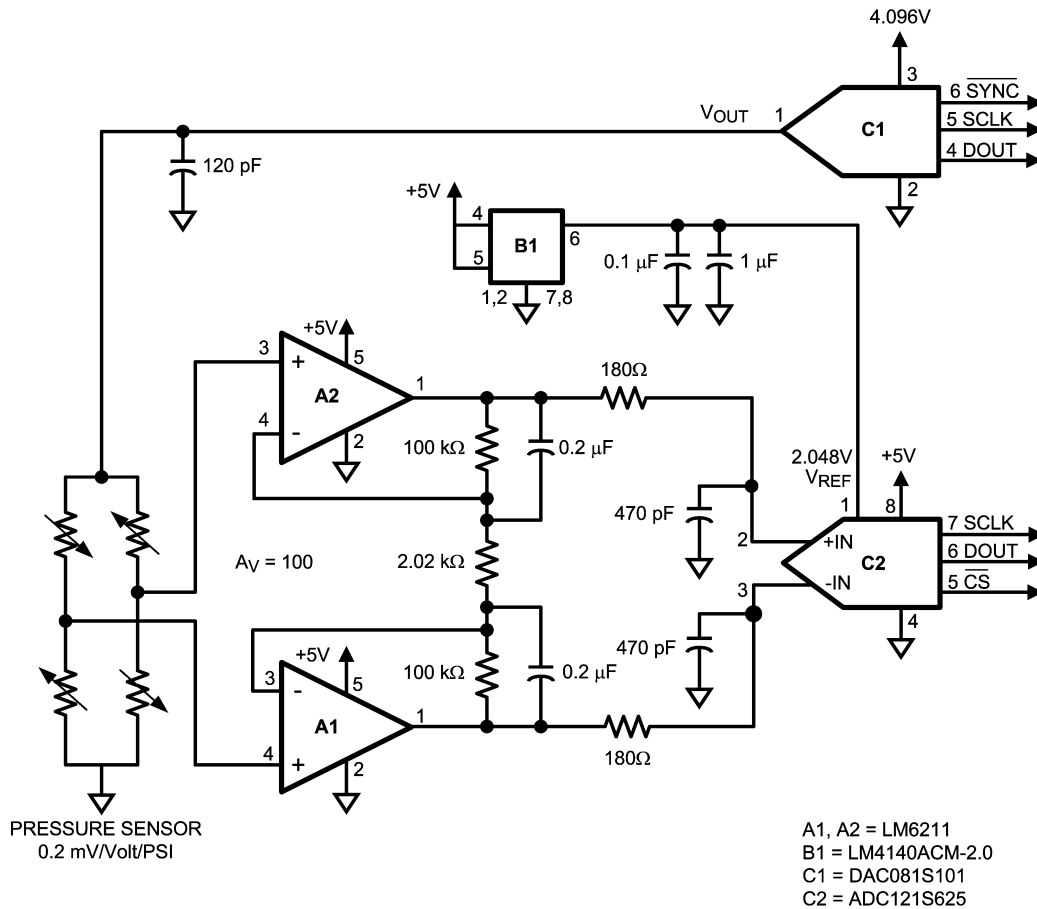 4.096V
3
6 SYNC
VOUT 1
C1
5 SCLK
4 DOUT
120 pF
2
+5V
4
B1
6
5
0.1 µF
1 µF
1,2
7,8
+5V
3
+
5
1
180Ω
A2
4
-
2
100 kΩ
0.2 µF
2.048V
VREF
+5V
1
8
470 pF
7 SCLK
2
+IN
6 DOUT
AV = 100
2.02 kΩ
C2
3
-IN
5 CS
4
+5V
470 pF
3
-
5
100 kΩ
0.2 µF
A1
1
4
+
2
180Ω
PRESSURE SENSOR
0.2 mV/Volt/PSI
A1, A2 = LM6211
B1 = LM4140ACM-2.0
C1 = DAC081S101
C2 = ADC121S625